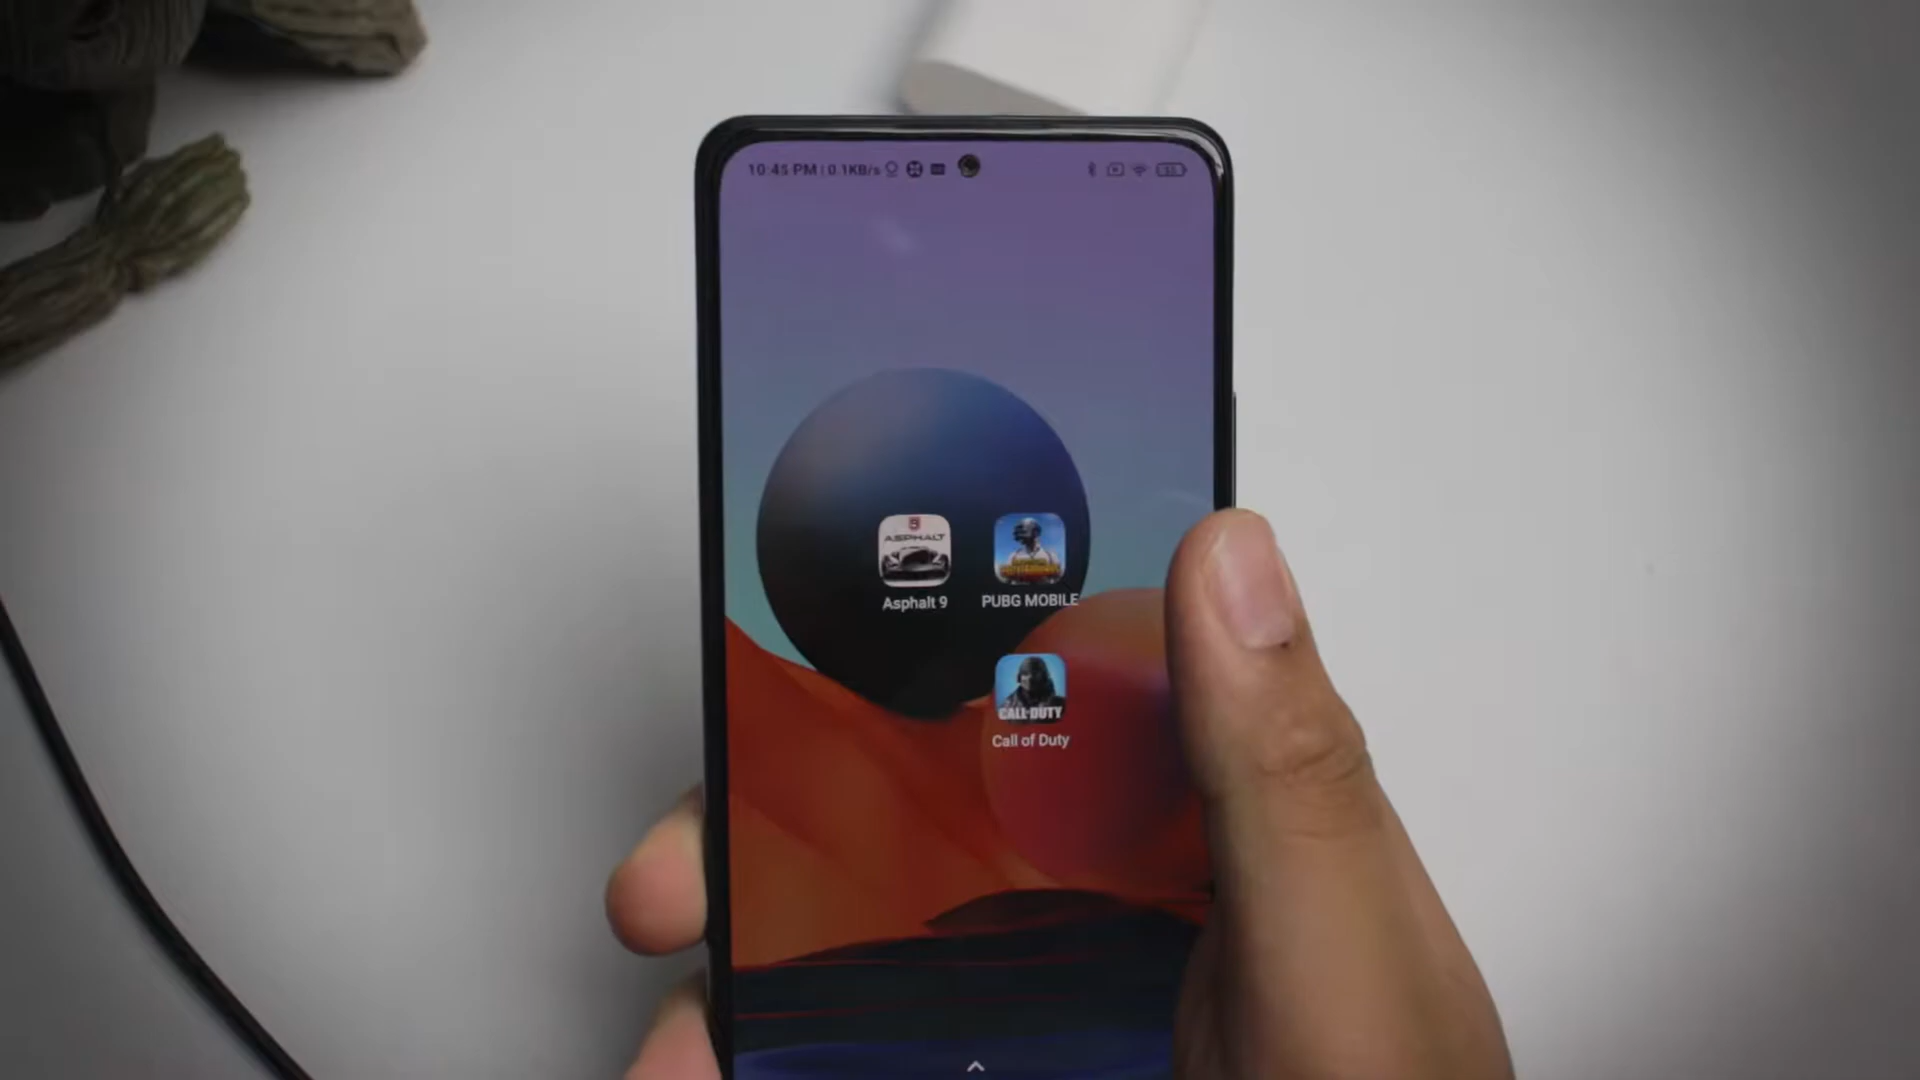 10:45 PM | 0.1KB/s
ASPHALT
Asphalt 9
PUBG MOBILE
CALL DUTY
Call of Duty